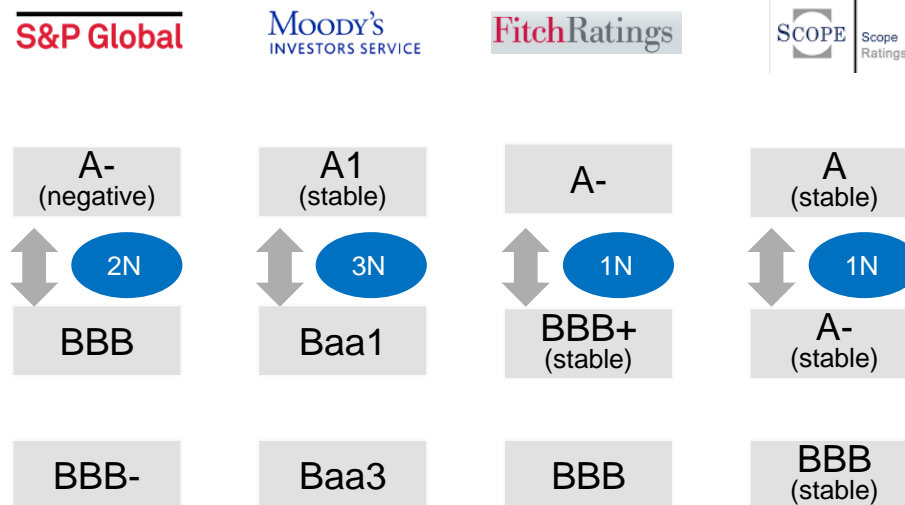 S&P Global
MOODY'S
INVESTORS SERVICE
FitchRatings
SCOPE
Scope
Ratings
A-
(negative)
A1
(stable)
A-
A
(stable)
2N
3N
1N
1N
BBB
Baa1
BBB+
(stable)
A-
(stable)
BBB-
Baa3
BBB
BBB
(stable)